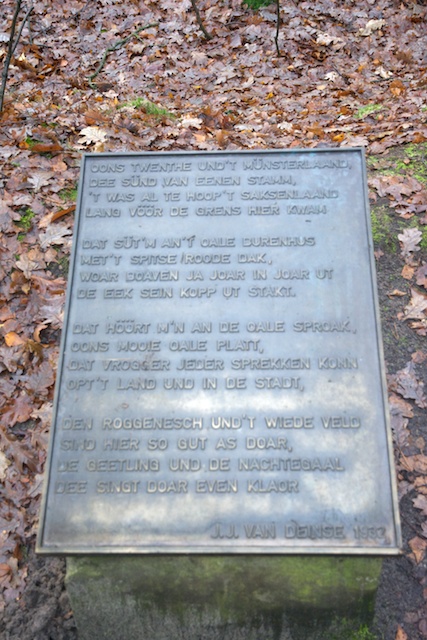 OONS TWENTHE UND'T MÜNSTERLAAND,
DEE SÜND VAN EENEN STAMM,
'T WAS AL TE HOOP'T SAKSENLAAND
LANG VÖÖR DE GRENS HIER KWAM

DAT SÜT'M AN'T OALE BURENHUS
MET'T SPITSE ROODE DAK,
WOAR BOAVEN JA JOAR IN JOAR UT
DE EEK SEIN KOPP UT STAKT.

DAT HÖÖRT M'N AN DE OALE SPROAK,
OONS MOOIE OALE PLATT,
DAT VROGGER JEDER SPREKKEN KONN
OPT'T LAND UND IN DE STADT,

DEN ROGGENESCH UND'T WIEDE VELD
SIND HIER SO GUT AS DOAR,
DE GEETLING UND DE NACHTEGAAL
DEE SINGT DOAR EVEN KLAOR
J.J. VAN DEINSE